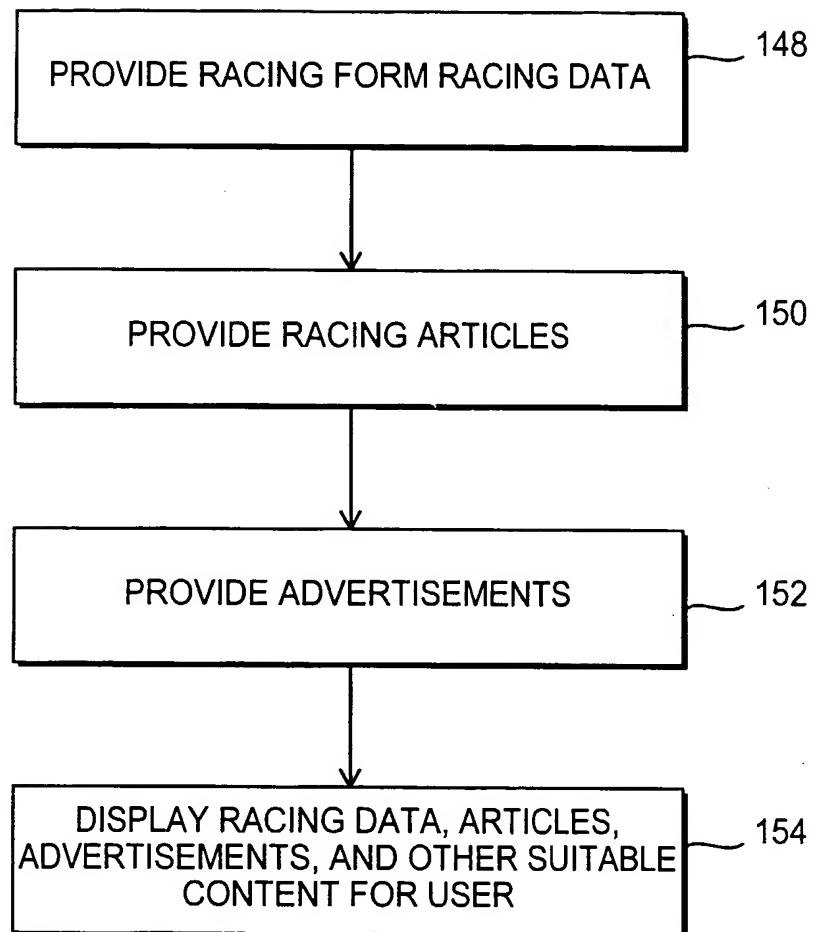 PROVIDE RACING FORM RACING DATA
148
PROVIDE RACING ARTICLES
150
PROVIDE ADVERTISEMENTS
152
DISPLAY RACING DATA, ARTICLES,
ADVERTISEMENTS, AND OTHER SUITABLE
CONTENT FOR USER
154